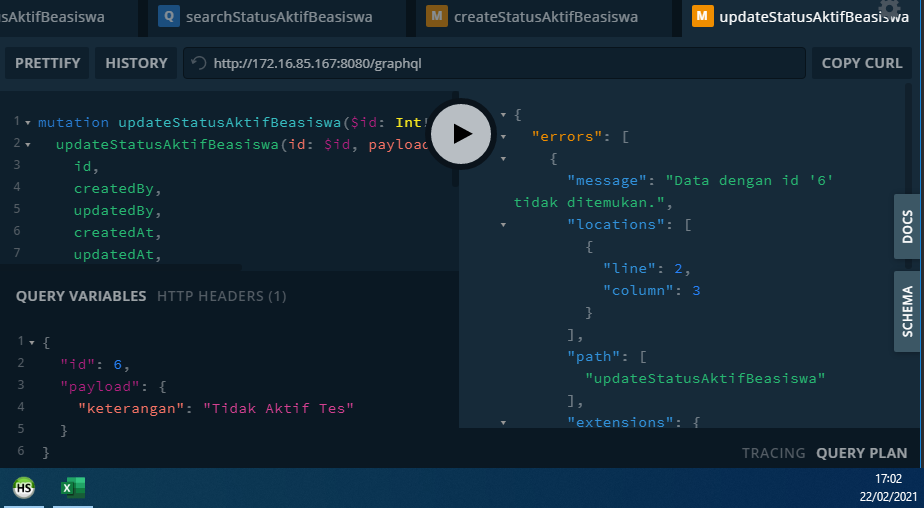 sAktifBeasiswa
Q searchStatusAktifBeasiswa
M createStatusAktifBeasiswa
M updateStatusAktifBeasiswa
PRETTIFY HISTORY http://172.16.85.167:8080/graphql COPY CURL
1 mutation updateStatusAktifBeasiswa($id: Int!
2 updateStatusAktifBeasiswa(id: $id, payload
3 id,
4 createdBy,
5 updatedBy,
6 createdAt,
7 updatedAt,
QUERY VARIABLES HTTP HEADERS (1)
1 {
2 "id": 6,
3 "payload": {
4 "keterangan": "Tidak Aktif Tes"
5 }
6 }
{
"errors": [
{
"message": "Data dengan id '6'
tidak ditemukan.",
"locations": [
{
"line": 2,
"column": 3
}
],
"path": [
"updateStatusAktifBeasiswa"
],
"extensions": {
DOCS
SCHEMA
TRACING QUERY PLAN
HS
X
17:02
22/02/2021